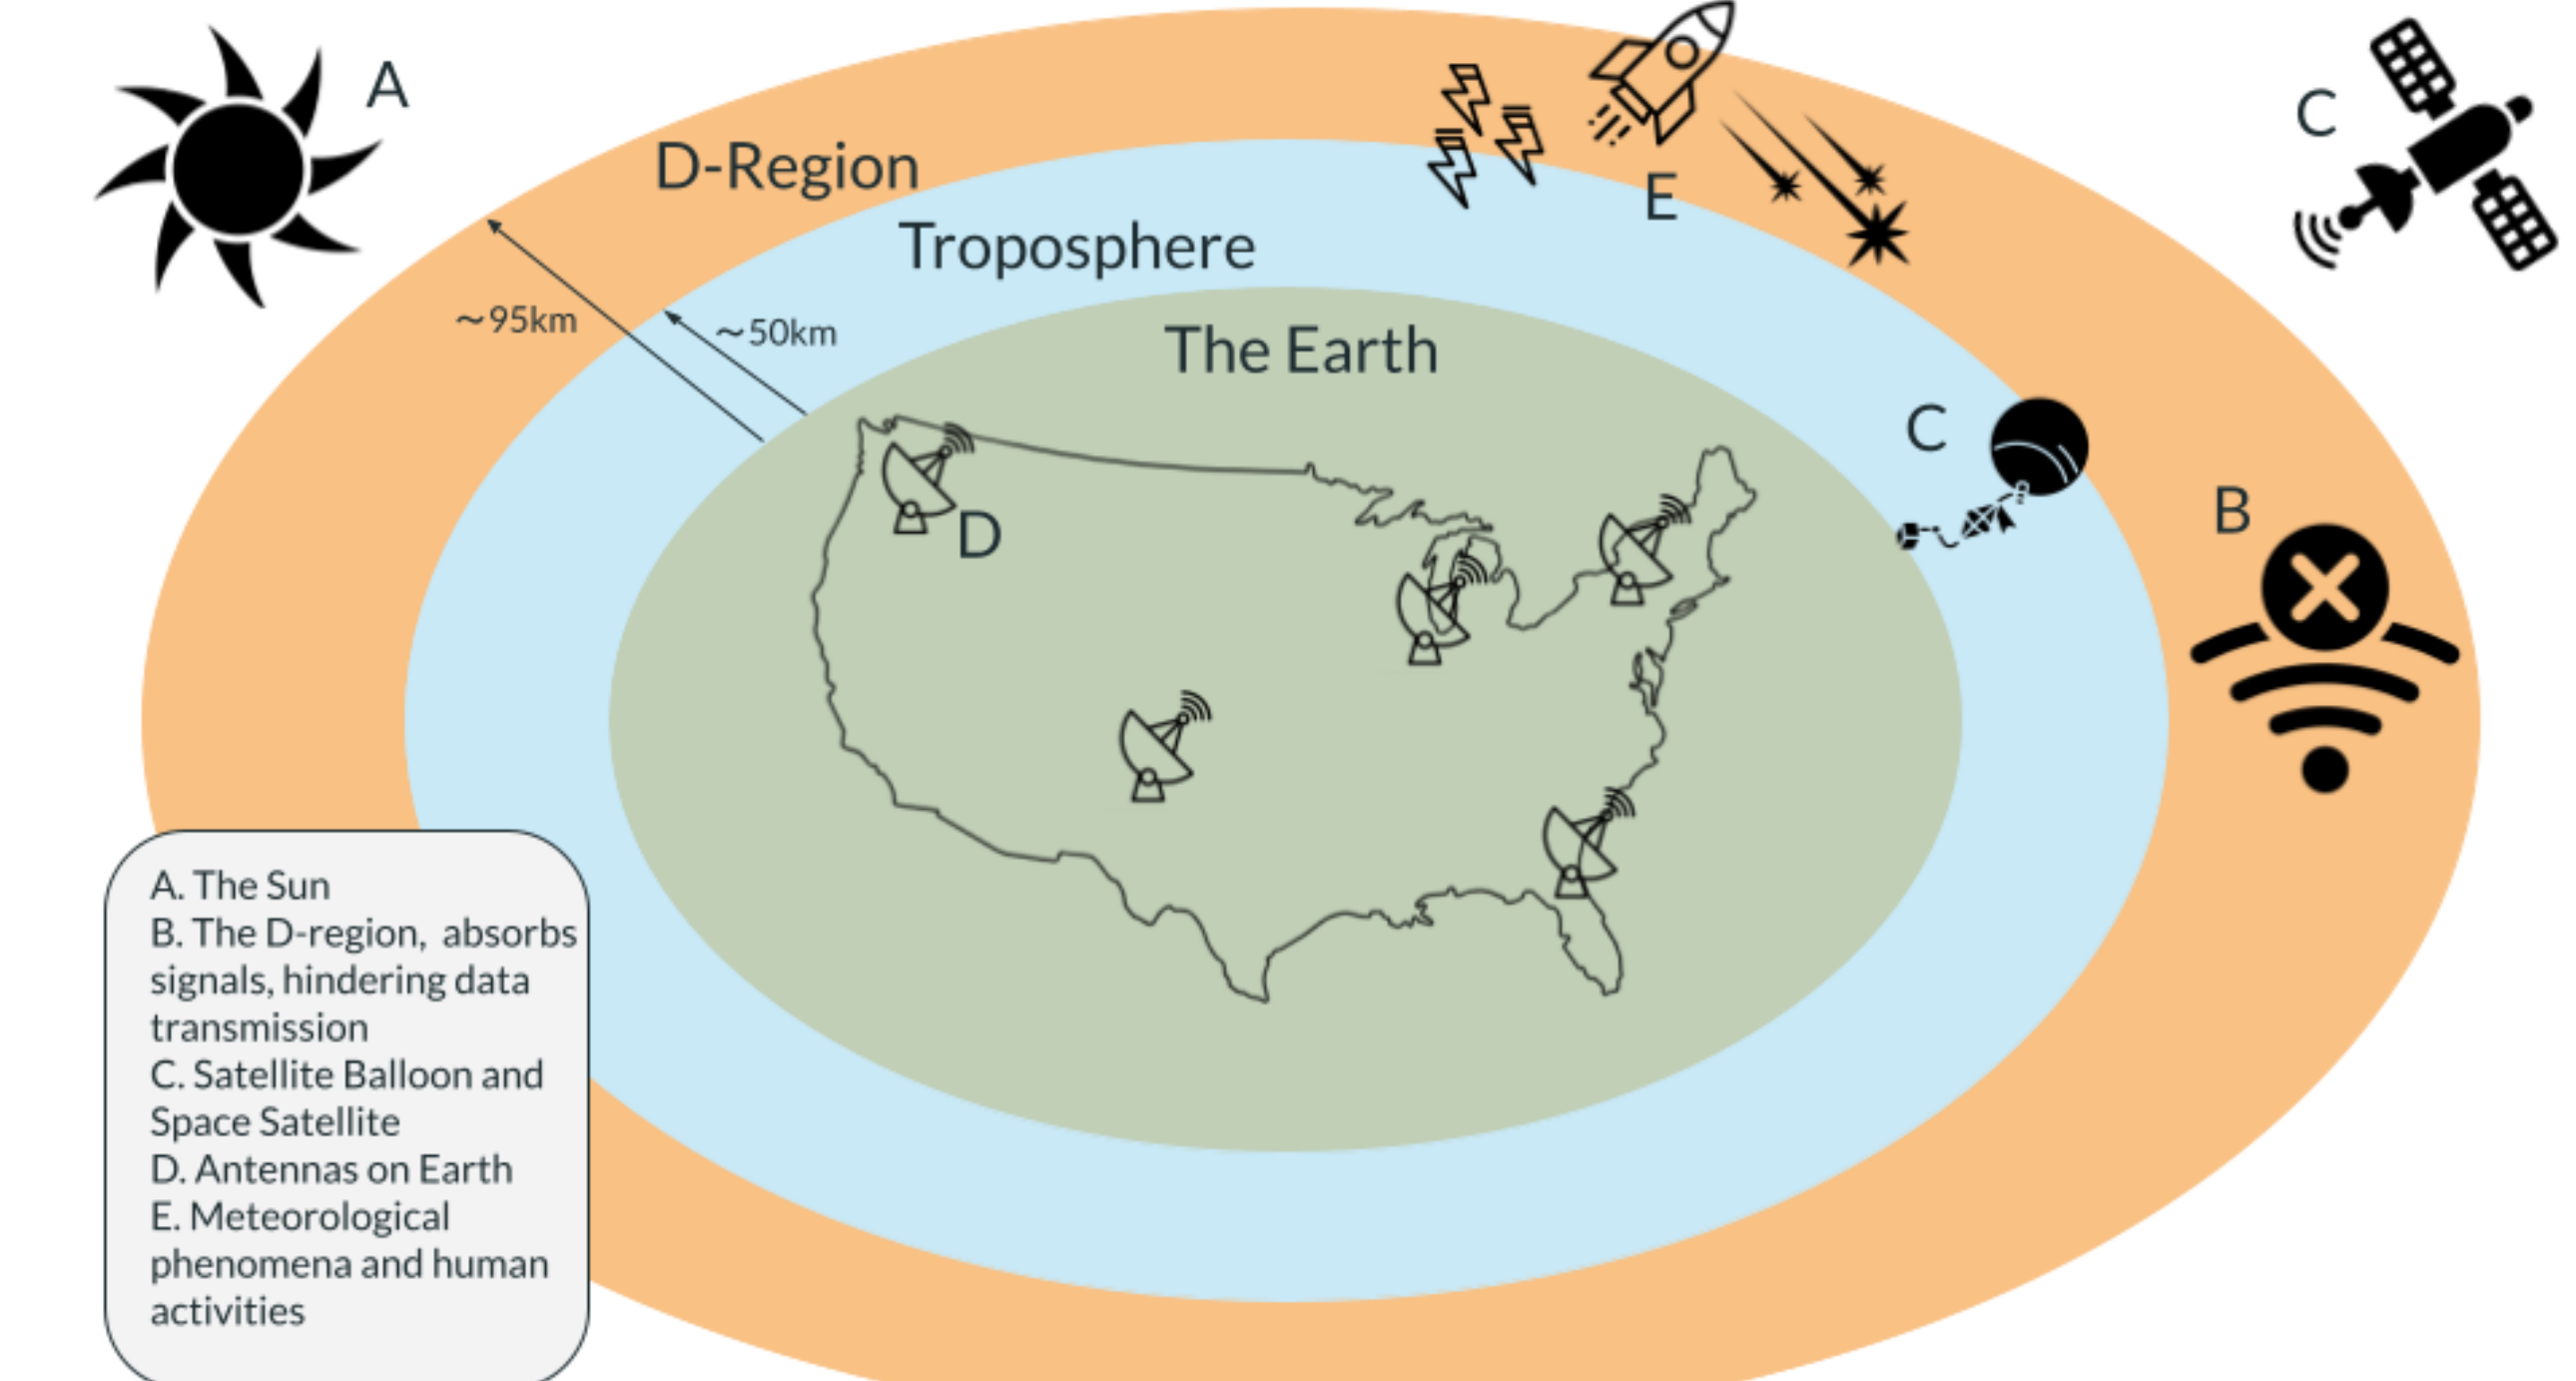 A
C
D-Region
E
Troposphere
~95km
~50km
The Earth
C
B
D
A. The Sun
B. The D-region, absorbs
signals, hindering data
transmission
C. Satellite Balloon and
Space Satellite
D. Antennas on Earth
E. Meteorological
phenomena and human
activities